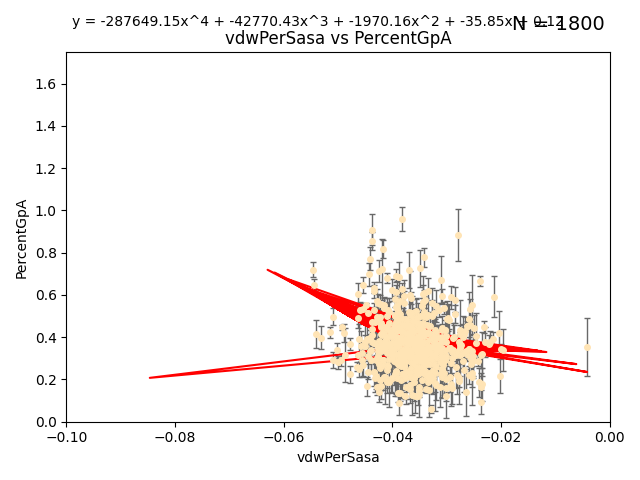 y = -287649.15x^4 + -42770.43x^3 + -1970.16x^2 + -35.85x + 0.12
N = 1800
vdwPerSasa vs PercentGpA
1.6
1.4
1.2
1.0
0.8
0.6
0.4
0.2
0.0
PercentGpA
−0.10 −0.08 −0.06 −0.04 −0.02 0.00
vdwPerSasa